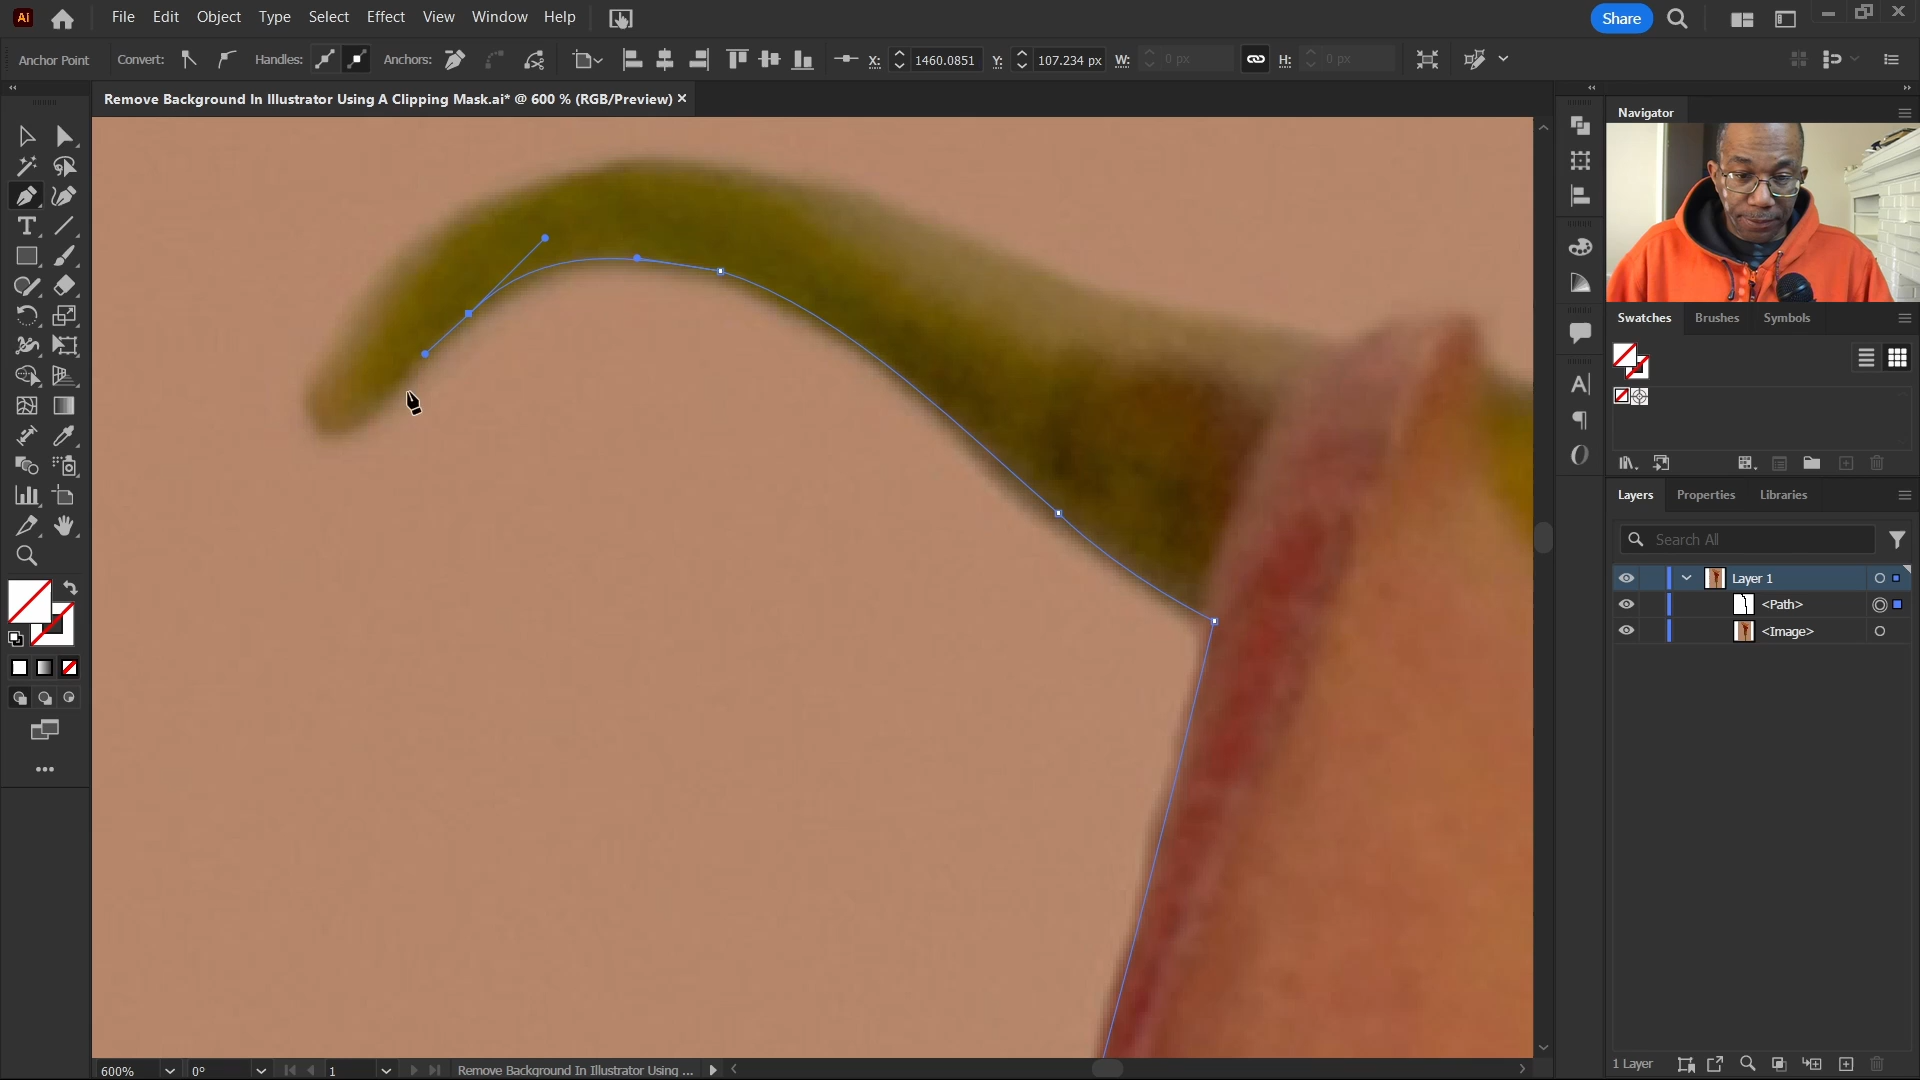 Ai File Edit Object Type Select Effect View Window Help Share
Anchor Point Convert: Handles: Anchors: X: 1460.0851 Y: 107.234 px W: 0 px H: 0 px
Remove Background In Illustrator Using A Clipping Mask.ai* @ 600 % (RGB/Preview) ×
Navigator
Swatches Brushes Symbols
Layers Properties Libraries
Search All
Layer 1
<Path>
<Image>
1 Layer
600% 0° 1 Remove Background In Illustrator Using ...